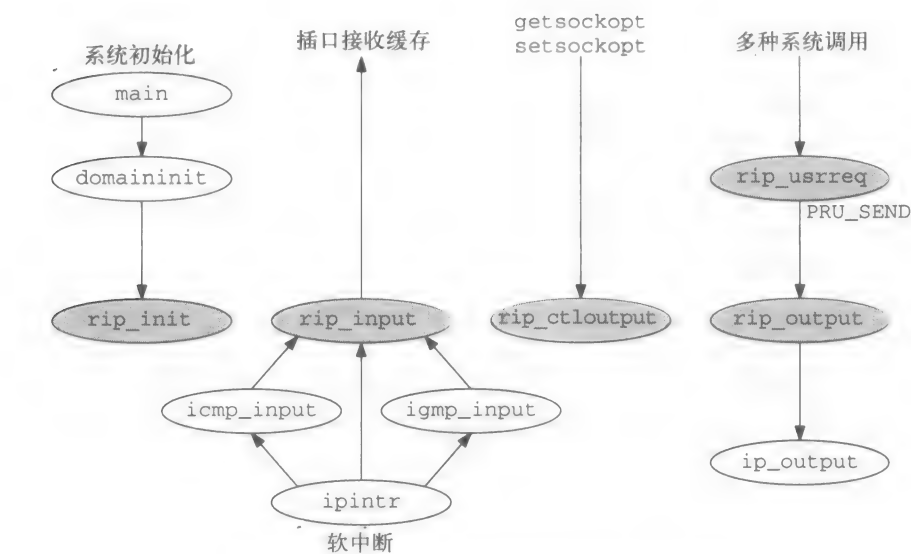 系统初始化
main
domaininit
rip_init
插口接收缓存
rip_input
icmp_input
igmp_input
ipintr
软中断
getsockopt
setsockopt
rip_ctloutput
多种系统调用
rip_usrreq
PRU_SEND
rip_output
ip_output